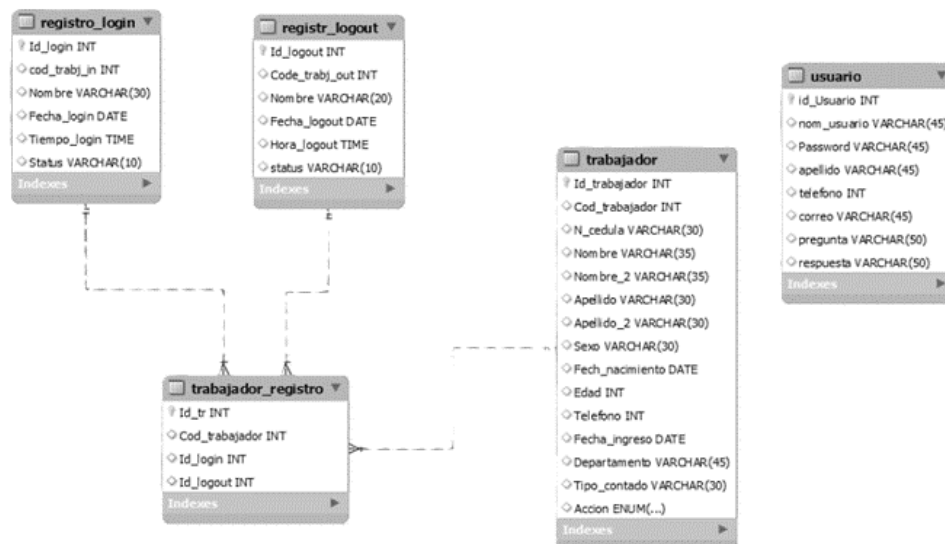 registro_login
Id_login INT
cod_trabj_in INT
Nombre VARCHAR(30)
Fecha_login DATE
Tiempo_login TIME
Status VARCHAR(10)
Indexes
registr_logout
Id_logout INT
Code_trabj_out INT
Nombre VARCHAR(20)
Fecha_logout DATE
Hora_logout TIME
status VARCHAR(10)
Indexes
usuario
id_Usuario INT
nom_usuario VARCHAR(45)
Password VARCHAR(45)
apellido VARCHAR(45)
telefono INT
correo VARCHAR(45)
pregunta VARCHAR(50)
respuesta VARCHAR(50)
Indexes
trabajador
Id_trabajador INT
Cod_trabajador INT
N_cedula VARCHAR(30)
Nombre VARCHAR(35)
Nombre_2 VARCHAR(35)
Apellido VARCHAR(30)
Apellido_2 VARCHAR(30)
Sexo VARCHAR(30)
Fech_nacimiento DATE
Edad INT
Telefono INT
Fecha_ingreso DATE
Departamento VARCHAR(45)
Tipo_contado VARCHAR(30)
Accion ENUM(...)
Indexes
trabajador_registro
Id_tr INT
Cod_trabajador INT
Id_login INT
Id_logout INT
Indexes